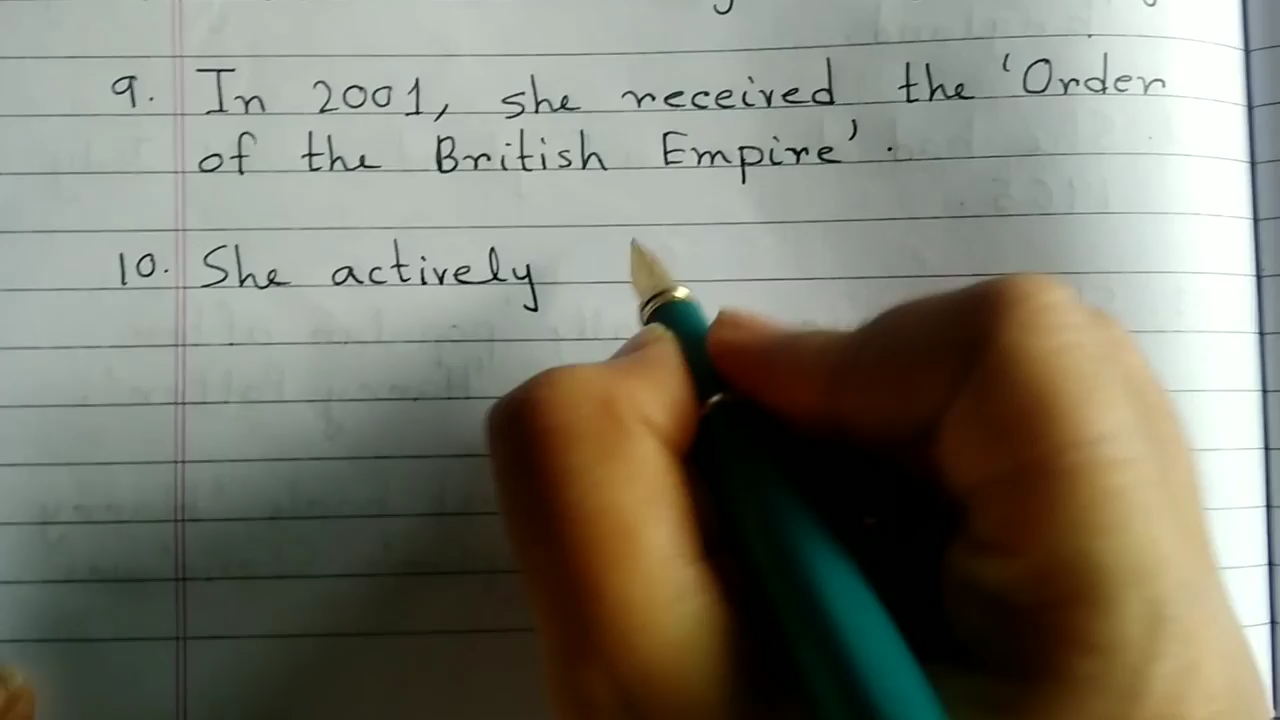 9. In 2001, she received the 'Order
of the British Empire'.
10. She actively